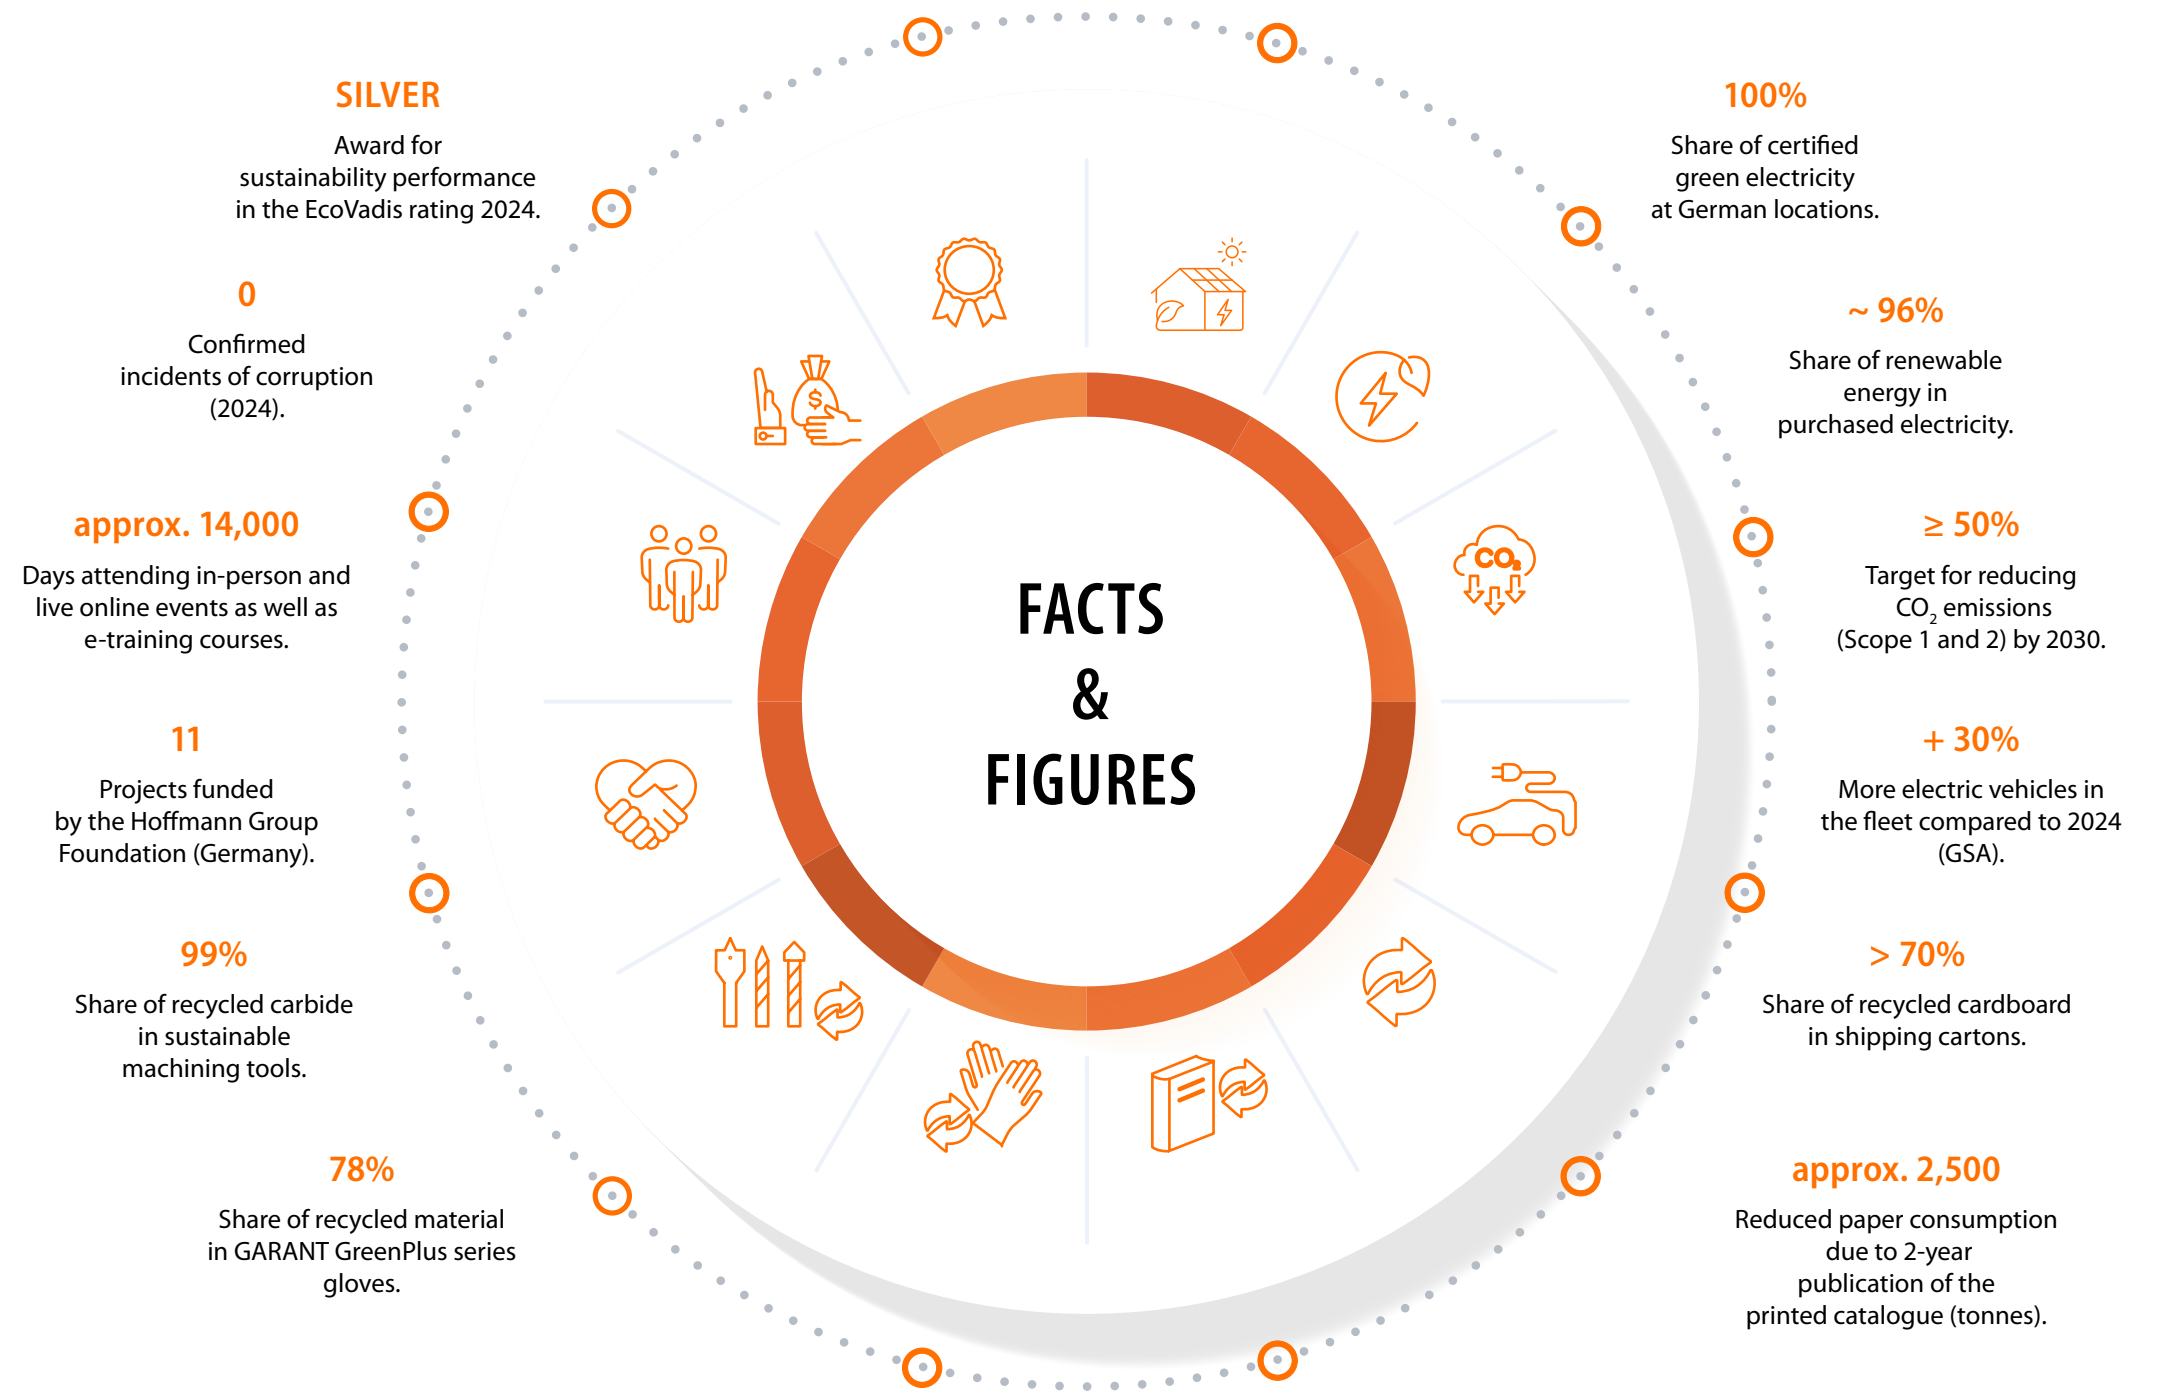 SILVER
Award for
sustainability performance
in the EcoVadis rating 2024.
0
Confirmed
incidents of corruption
(2024).
approx. 14,000
Days attending in-person and
live online events as well as
e-training courses.
11
Projects funded
by the Hoffmann Group
Foundation (Germany).
99%
Share of recycled carbide
in sustainable
machining tools.
78%
Share of recycled material
in GARANT GreenPlus series
gloves.
$
CO₂
FACTS
&
FIGURES
100%
Share of certified
green electricity
at German locations.
~ 96%
Share of renewable
energy in
purchased electricity.
≥ 50%
Target for reducing
CO₂ emissions
(Scope 1 and 2) by 2030.
+ 30%
More electric vehicles in
the fleet compared to 2024
(GSA).
> 70%
Share of recycled cardboard
in shipping cartons.
approx. 2,500
Reduced paper consumption
due to 2-year
publication of the
printed catalogue (tonnes).